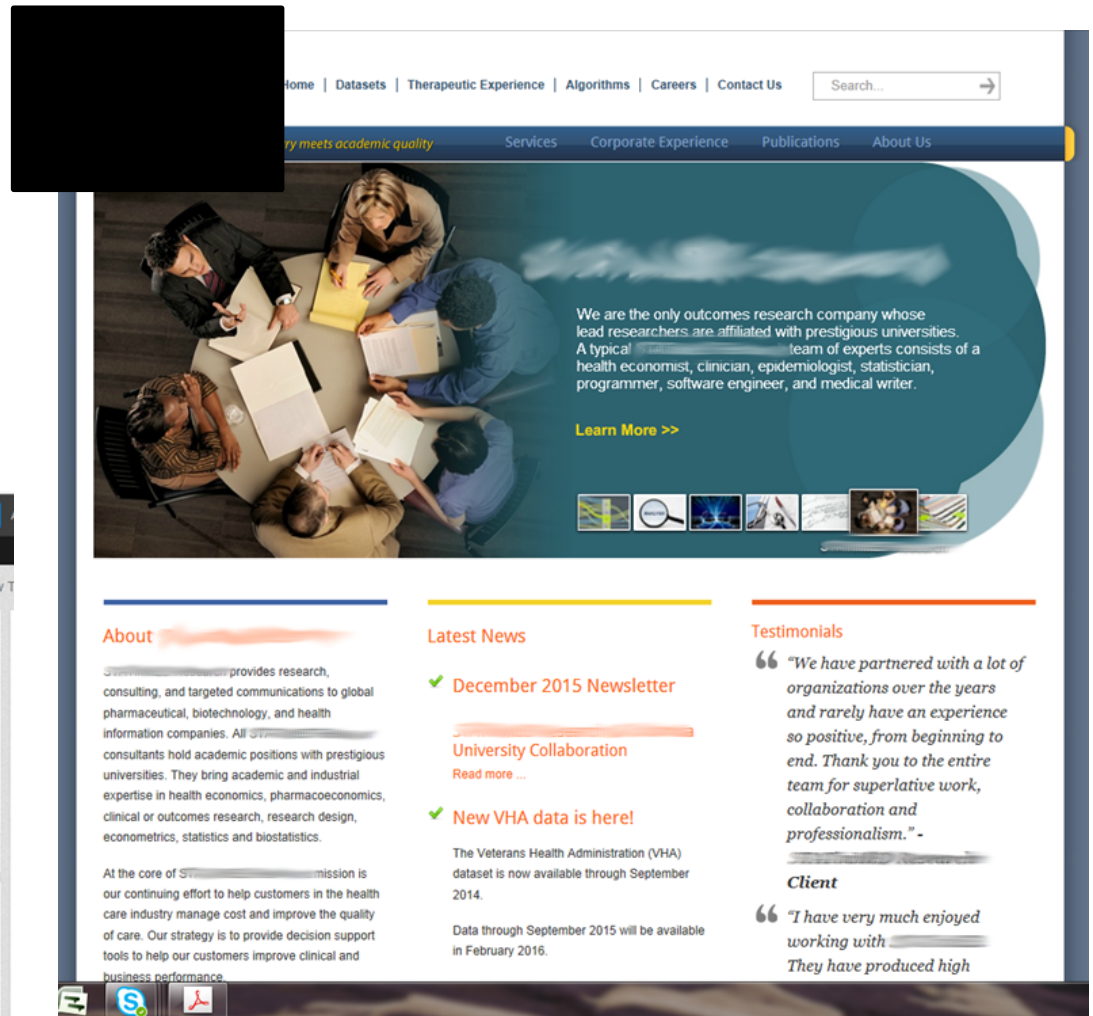 Home | Datasets | Therapeutic Experience | Algorithms | Careers | Contact Us
Search...
ry meets academic quality
Services Corporate Experience Publications About Us
We are the only outcomes research company whose
lead researchers are affiliated with prestigious universities.
A typical team of experts consists of a
health economist, clinician, epidemiologist, statistician,
programmer, software engineer, and medical writer.
Learn More >>
ANALYSIS
About
provides research,
consulting, and targeted communications to global
pharmaceutical, biotechnology, and health
information companies. All
consultants hold academic positions with prestigious
universities. They bring academic and industrial
expertise in health economics, pharmacoeconomics,
clinical or outcomes research, research design,
econometrics, statistics and biostatistics.
At the core of mission is
our continuing effort to help customers in the health
care industry manage cost and improve the quality
of care. Our strategy is to provide decision support
tools to help our customers improve clinical and
business performance
Latest News
December 2015 Newsletter
University Collaboration
Read more ...
New VHA data is here!
The Veterans Health Administration (VHA)
dataset is now available through September
2014.
Data through September 2015 will be available
in February 2016.
Testimonials
“We have partnered with a lot of
organizations over the years
and rarely have an experience
so positive, from beginning to
end. Thank you to the entire
team for superlative work,
collaboration and
professionalism.” -
Client
“I have very much enjoyed
working with
They have produced high